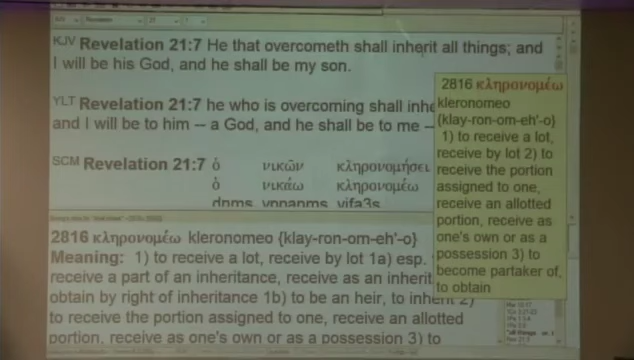 KJV Revelation 21:7 He that overcometh shall inherit all things; and
I will be his God, and he shall be my son.
YLT Revelation 21:7 he who is overcoming shall inhe
and I will be to him -- a God, and he shall be to me --
SCM Revelation 21:7 ὁ νικῶν κληρονομήσει
ὁ νικάω κληρονομέω
dnms vppanms vifa3s
2816 κληρονομέω
kleronomeo
{klay-ron-om-eh'-o}
1) to receive a lot,
receive by lot 2) to
receive the portion
assigned to one,
receive an allotted
portion, receive as
one's own or as a
possession 3) to
become partaker of,
to obtain
2816 κληρονομέω kleronomeo {klay-ron-om-eh'-o}
Meaning: 1) to receive a lot, receive by lot 1a) esp.
receive a part of an inheritance, receive as an inherit
obtain by right of inheritance 1b) to be an heir, to inherit 2)
to receive the portion assigned to one, receive an allotted
portion, receive as one's own or as a possession 3) to